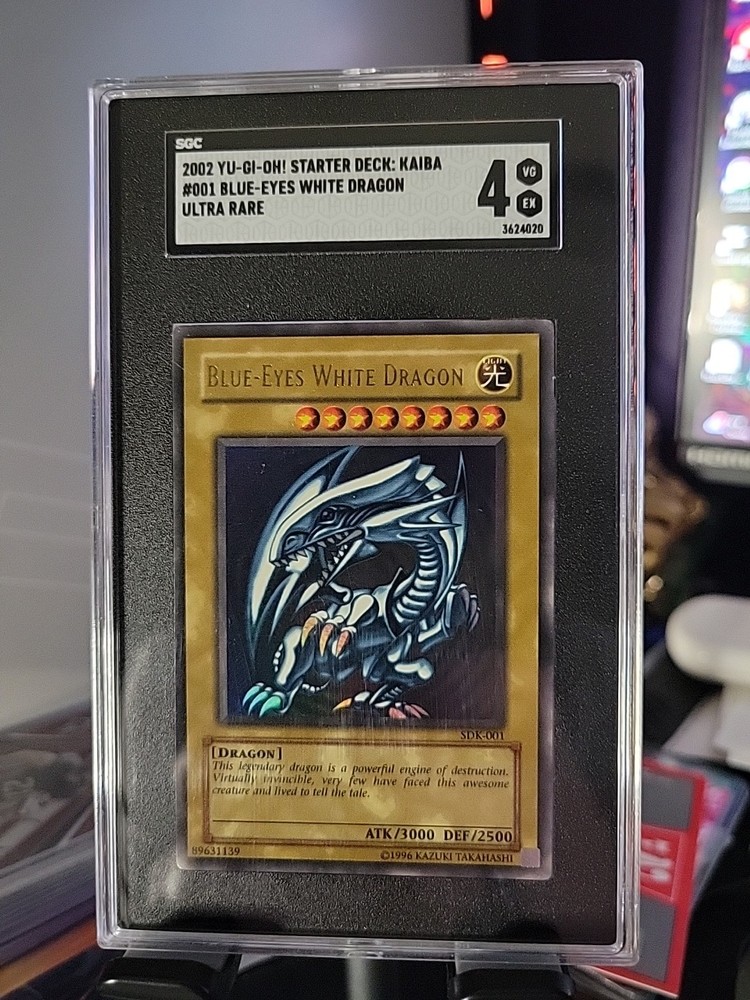 SGC
2002 YU-GI-OH! STARTER DECK: KAIBA
#001 BLUE-EYES WHITE DRAGON
ULTRA RARE
4
VG
EX
3624020
BLUE-EYES WHITE DRAGON
LIGHT
光
SDK-001
[DRAGON]
This legendary dragon is a powerful engine of destruction.
Virtually invincible, very few have faced this awesome
creature and lived to tell the tale.
ATK/3000 DEF/2500
89631139
©1996 KAZUKI TAKAHASHI